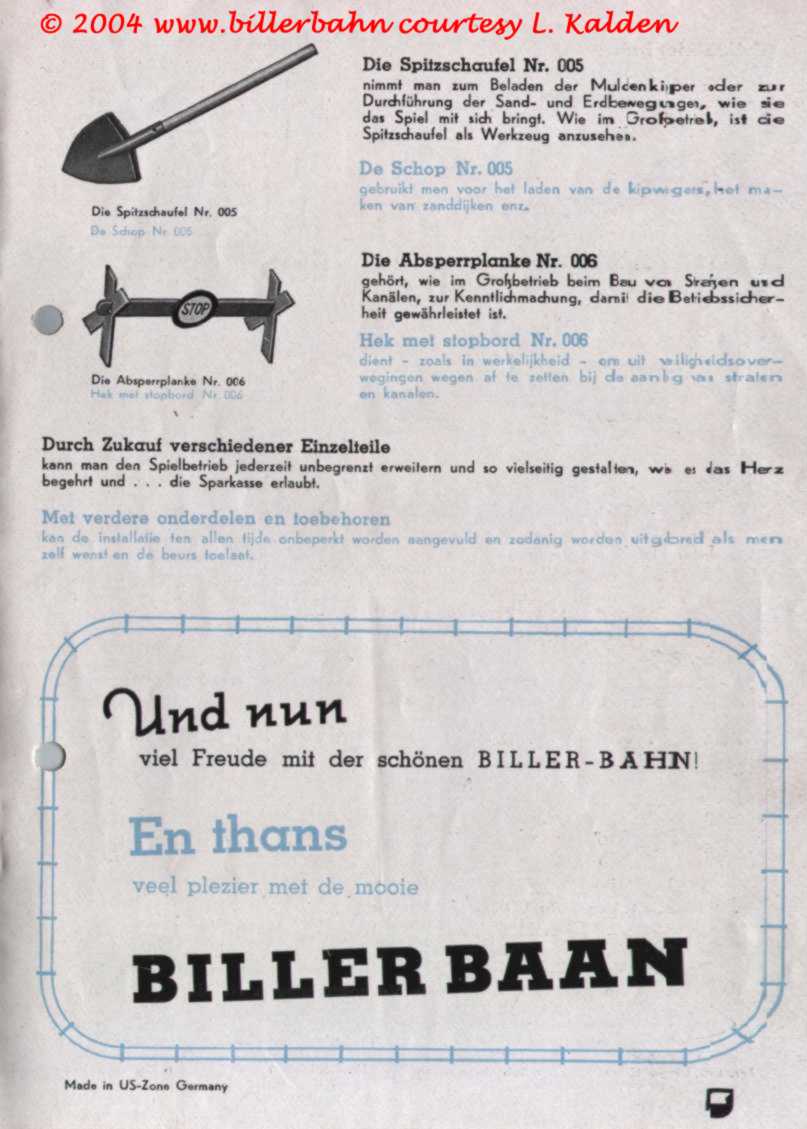 © 2004 www.billerbahn courtesy L. Kalden
Die Spitzschaufel Nr. 005
nimmt man zum Beladen der Muldenkipper oder zur
Durchführung der Sand- und Erdbewegungen, wie sie
das Spiel mit sich bringt. Wie im Großbetrieb, ist die
Spitzschaufel als Werkzeug anzusehen.
De Schop Nr. 005
gebruikt men voor het laden van de kipwagens, het ma-
ken van zanddijken enz.
Die Spitzschaufel Nr. 005
De Schop Nr. 005
Die Absperrplanke Nr. 006
gehört, wie im Großbetrieb beim Bau von Straßen und
Kanälen, zur Kenntlichmachung, damit die Betriebssicher-
heit gewährleistet ist.
Hek met stopbord Nr. 006
dient - zoals in werkelijkheid - om uit veiligheidsover-
wegingen wegen af te zetten bij de aanleg van straten
en kanalen.
STOP
Die Absperrplanke Nr. 006
Hek met stopbord Nr. 006
Durch Zukauf verschiedener Einzelteile
kann man den Spielbetrieb jederzeit unbegrenzt erweitern und so vielseitig gestalten, wie es das Herz
begehrt und . . . die Sparkasse erlaubt.
Met verdere onderdelen en toebehoren
kan de installatie ten allen tijde onbeperkt worden aangevuld en zodanig worden uitgebreid als men
zelf wenst en de beurs toelaat.
Und nun
viel Freude mit der schönen BILLER-BAHN!
En thans
veel plezier met de mooie
BILLER BAAN
Made in US-Zone Germany